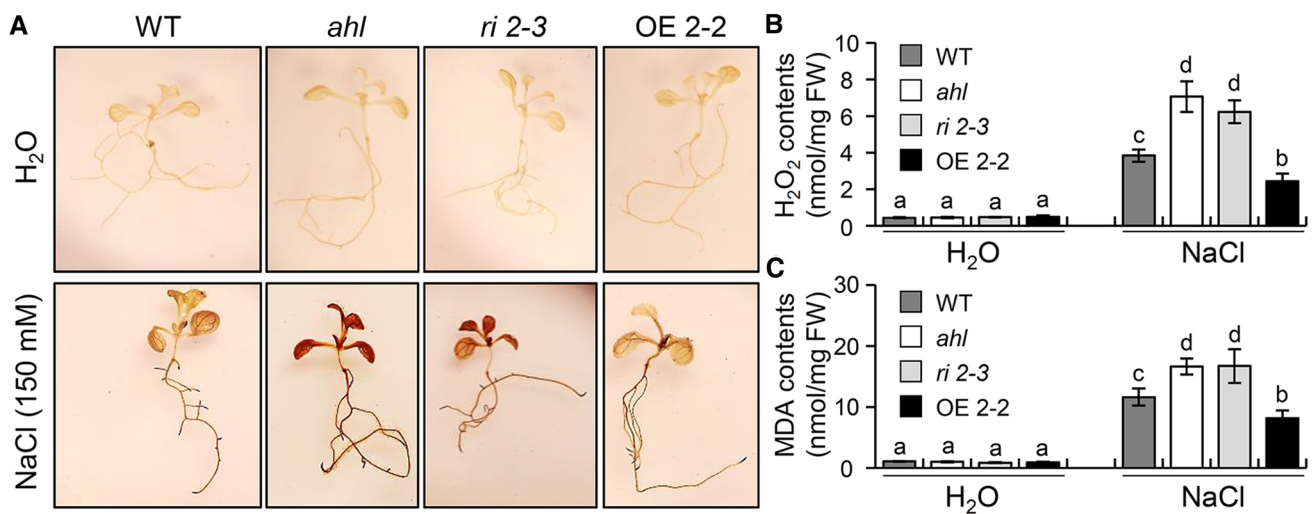 A
WT
ahl
ri 2-3
OE 2-2
H₂O
NaCl (150 mM)
B
H₂O₂ contents
(nmol/mg FW)
10
8
6
4
2
0
WT
ahl
ri 2-3
OE 2-2
a
a
a
a
c
d
d
b
H₂O
NaCl
C
MDA contents
(nmol/mg FW)
30
20
10
0
WT
ahl
ri 2-3
OE 2-2
a
a
a
a
c
d
d
b
H₂O
NaCl